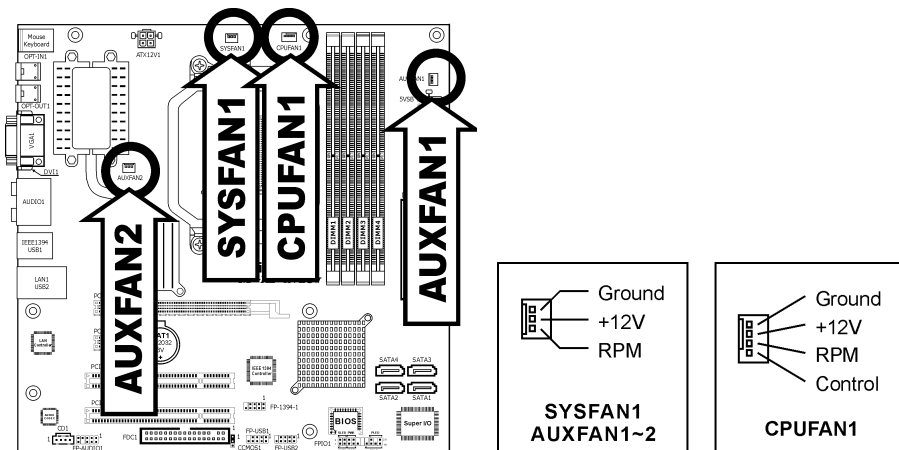 Mouse
Keyboard
OPT-IN1
OPT-OUT1
VGA1
DVI1
AUDIO1
IEEE1394
USB1
LAN1
USB2
LAN
Controller
ATX12V1
SYSFAN1
CPUFAN1
5VSB
AUXFAN2
AUXFAN2
SYSFAN1
CPUFAN1
AUXFAN1
DIMM1
DIMM2
DIMM3
DIMM4
IEEE 1394
Controller
FP-1394-1
SATA4
SATA3
SATA2
SATA1
BIOS
Super I/O
CD1
FP-AUDIO1
FDC1
CCMOS1
FP-USB1
FP-USB2
FPIO1
Ground
+12V
RPM
SYSFAN1
AUXFAN1~2
Ground
+12V
RPM
Control
CPUFAN1